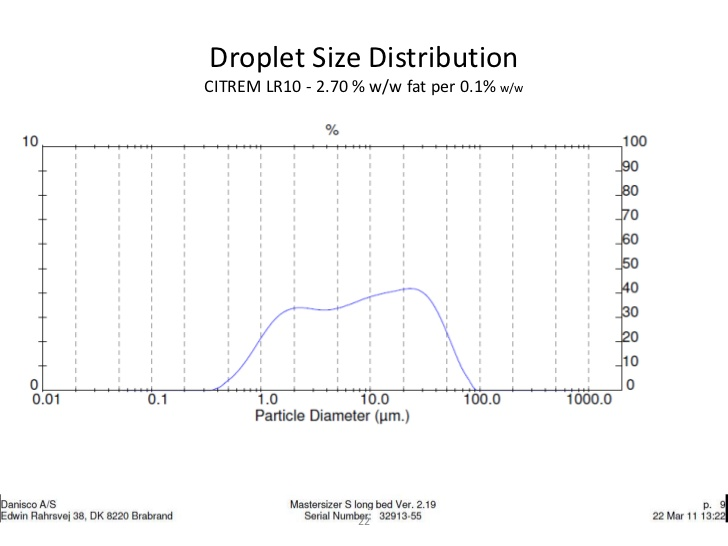 Droplet Size Distribution
CITREM LR10 - 2.70 % w/w fat per 0.1% w/w
%
10 100
90
80
70
60
50
40
30
20
10
0 0
0.01 0.1 1.0 10.0 100.0 1000.0
Particle Diameter (µm.)
Danisco A/S Mastersizer S long bed Ver. 2.19 p. 9
Edwin Rahrsvej 38, DK 8220 Brabrand Serial Number: 32913-55 22 Mar 11 13:22
22